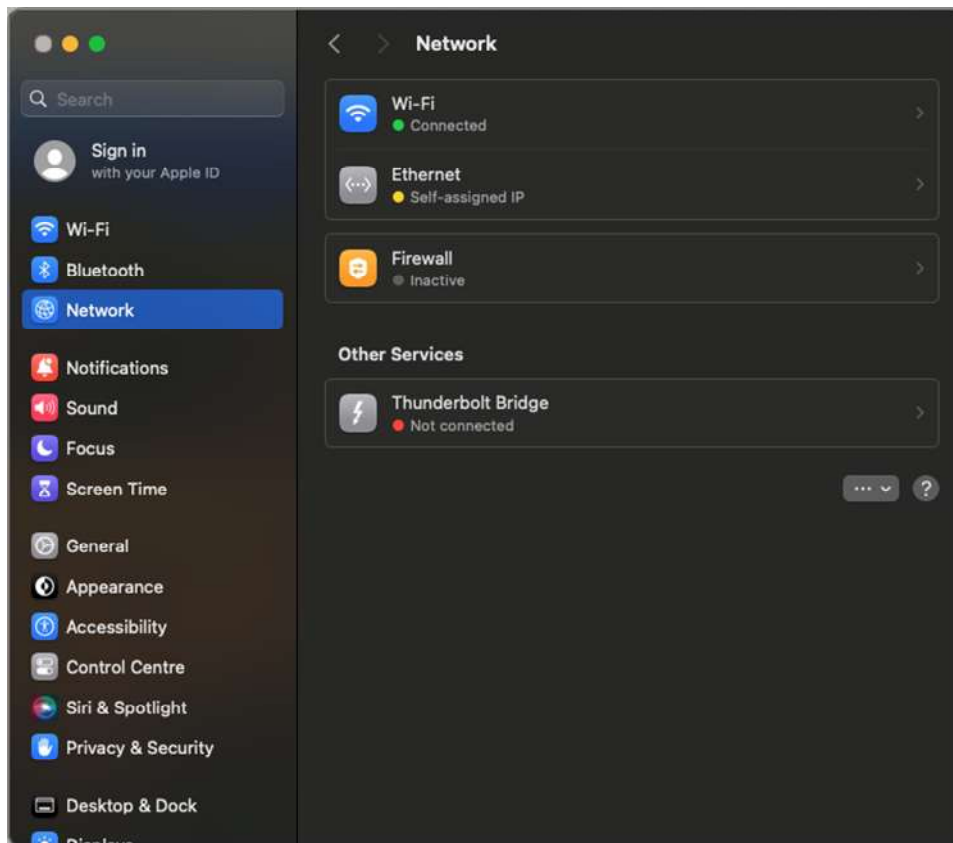 Search
Sign in
with your Apple ID
Wi-Fi
Bluetooth
Network
Notifications
Sound
Focus
Screen Time
General
Appearance
Accessibility
Control Centre
Siri & Spotlight
Privacy & Security
Desktop & Dock
Displays
Network
Wi-Fi
Connected
Ethernet
Self-assigned IP
Firewall
Inactive
Other Services
Thunderbolt Bridge
Not connected
?